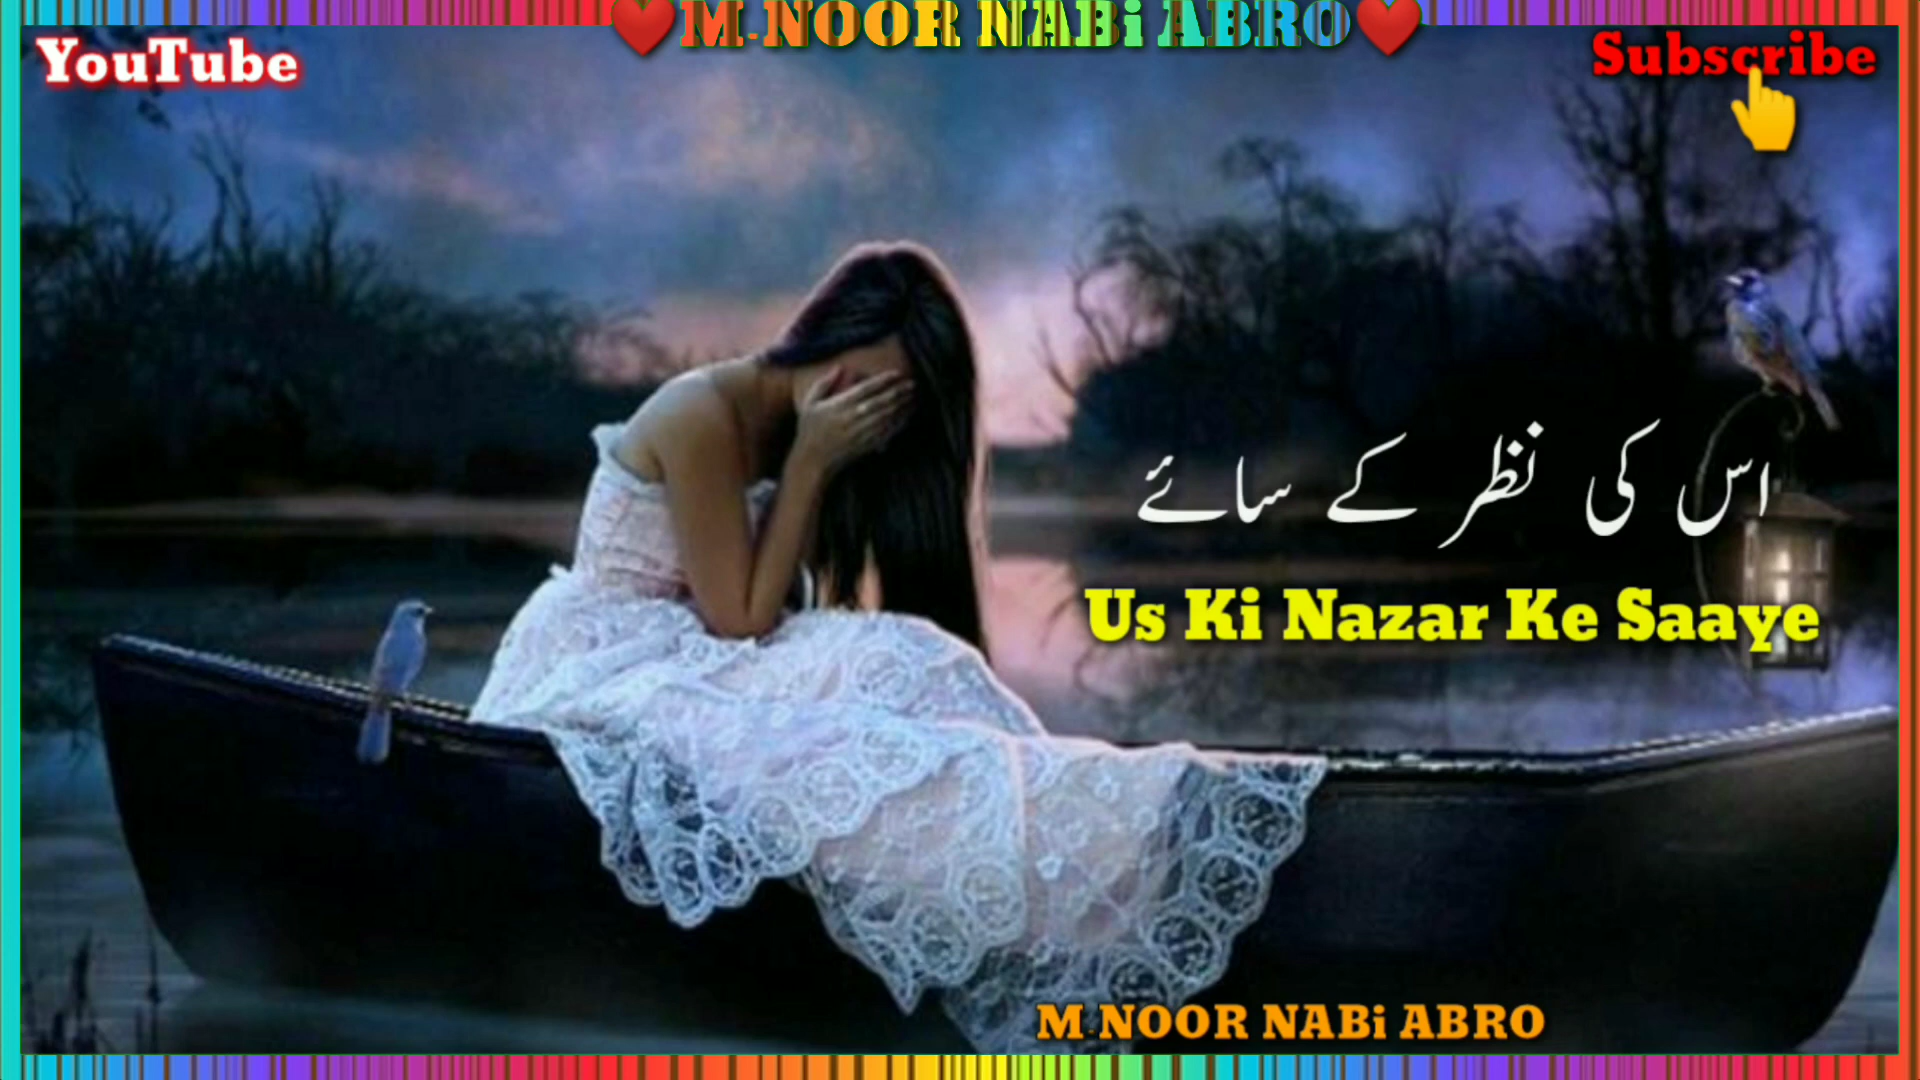 ❤️M-NOOR NABi ABRO❤️
YouTube
Subscribe
اس کی نظر کے سائے
Us Ki Nazar Ke Saaye
M-NOOR NABi ABRO